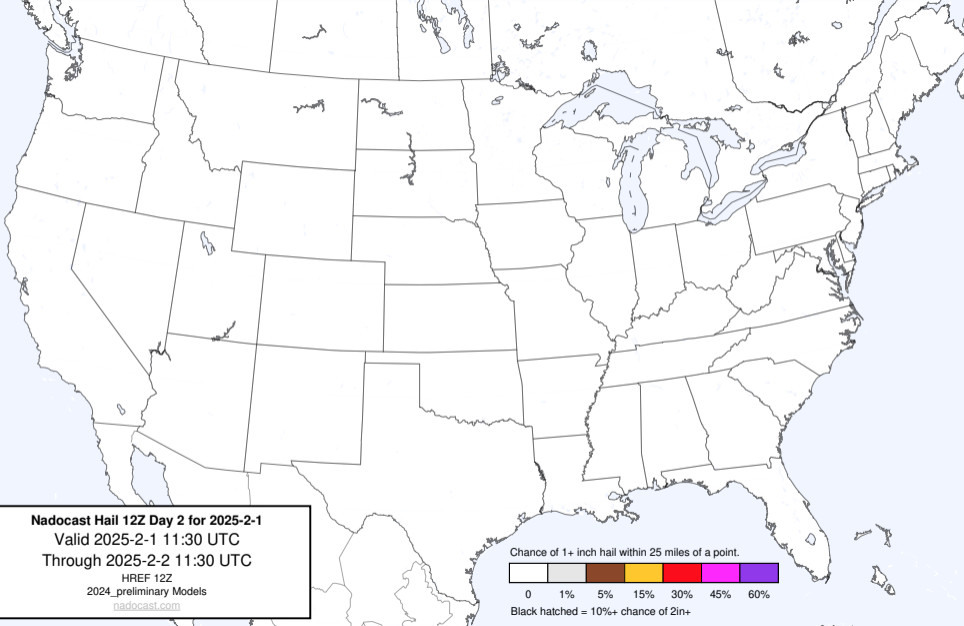 Nadocast Hail 12Z Day 2 for 2025-2-1
Valid 2025-2-1 11:30 UTC
Through 2025-2-2 11:30 UTC
HREF 12Z
2024_preliminary Models
nadocast.com
Chance of 1+ inch hail within 25 miles of a point.
0 1% 5% 15% 30% 45% 60%
Black hatched = 10%+ chance of 2in+